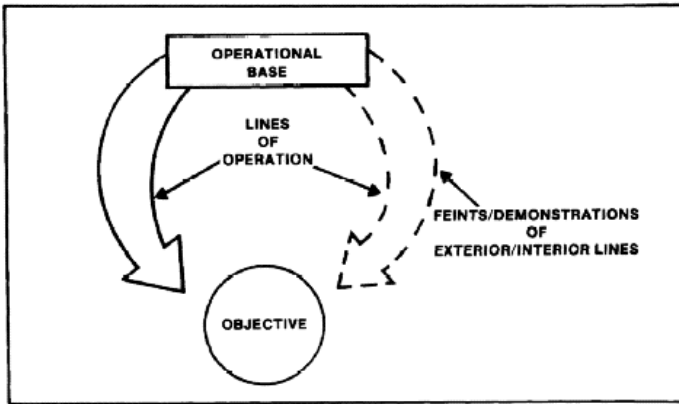 OPERATIONAL
BASE
LINES
OF
OPERATION
FEINTS/DEMONSTRATIONS
OF
EXTERIOR/INTERIOR LINES
OBJECTIVE